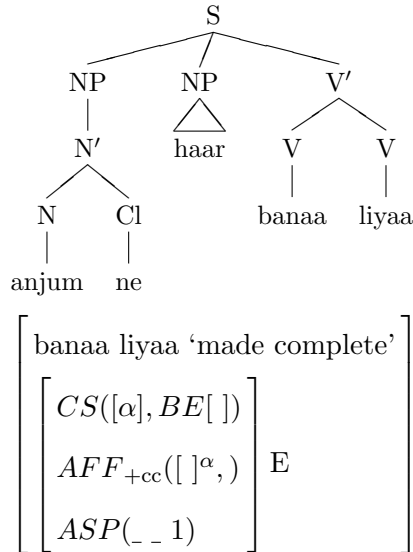 S
NP NP V′
N′ haar V V
N Cl banaa liyaa
anjum ne
banaa liyaa ‘made complete’
CS([α], BE[ ])
AFF+cc([ ]α, )
ASP(_ _ 1)
E